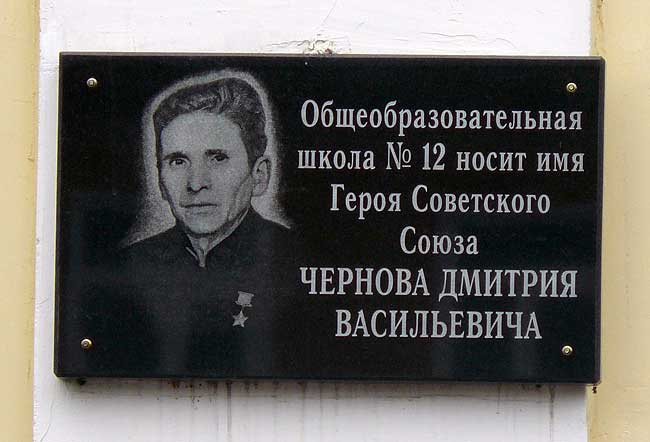 Общеобразовательная
школа № 12 носит имя
Героя Советского
Союза
ЧЕРНОВА ДМИТРИЯ
ВАСИЛЬЕВИЧА